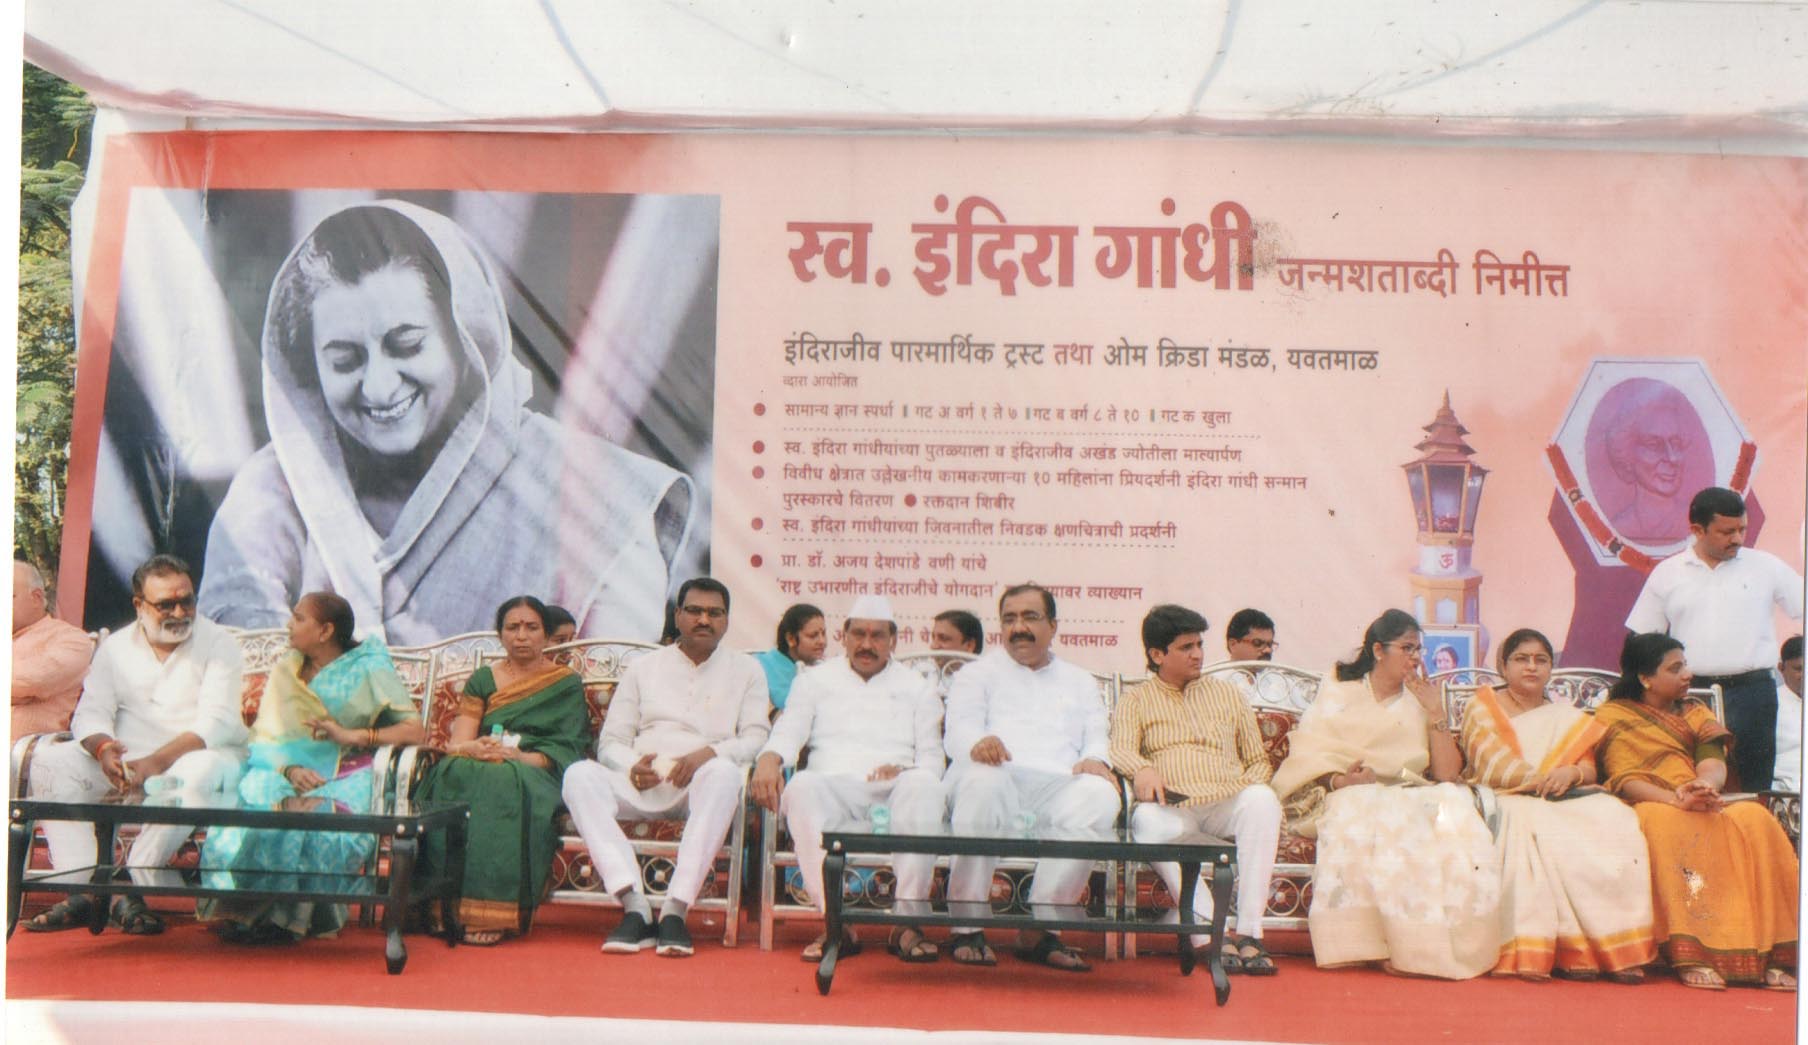 स्व. इंदिरा गांधी जन्मशताब्दी निमीत्त
इंदिराजीव पारमार्थिक ट्रस्ट तथा ओम क्रिडा मंडळ, यवतमाळ
व्दारा आयोजित
सामान्य ज्ञान स्पर्धा ॥ गट अ वर्ग १ ते ७ ॥ गट ब वर्ग ८ ते १० ॥ गट क खुला
स्व. इंदिरा गांधीयांच्या पुतळ्याला व इंदिराजीव अखंड ज्योतीला माल्यार्पण
विवीध क्षेत्रात उल्लेखनीय कामकरणाऱ्या १० महिलांना प्रियदर्शनी इंदिरा गांधी सन्मान
पुरस्कारचे वितरण ● रक्तदान शिबीर
स्व. इंदिरा गांधीयांच्या जिवनातील निवडक क्षणचित्राची प्रदर्शनी
प्रा. डॉ. अजय देशपांडे वणी यांचे
'राष्ट्र उभारणीत इंदिराजीचे योगदान' व्याख्यान
यवतमाळ
ॐ